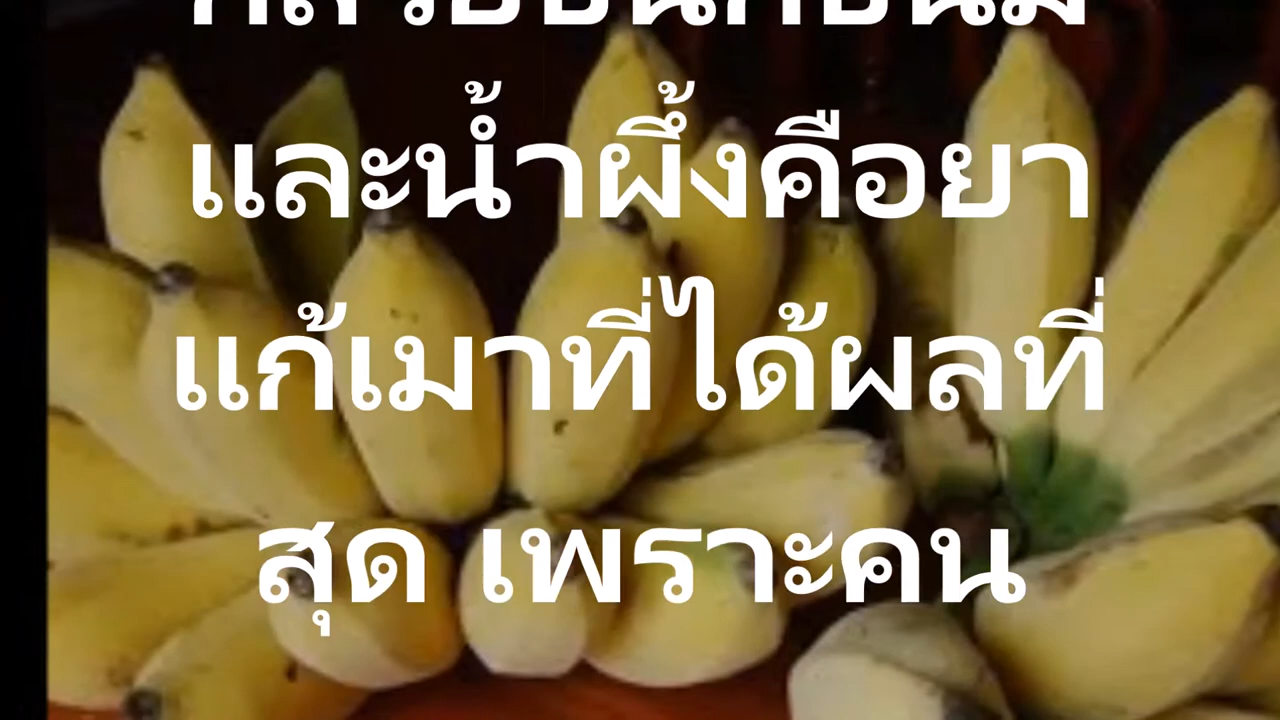 และน้ำผึ้งคือยา
แก้เมาที่ได้ผลที่
สุด เพราะคน